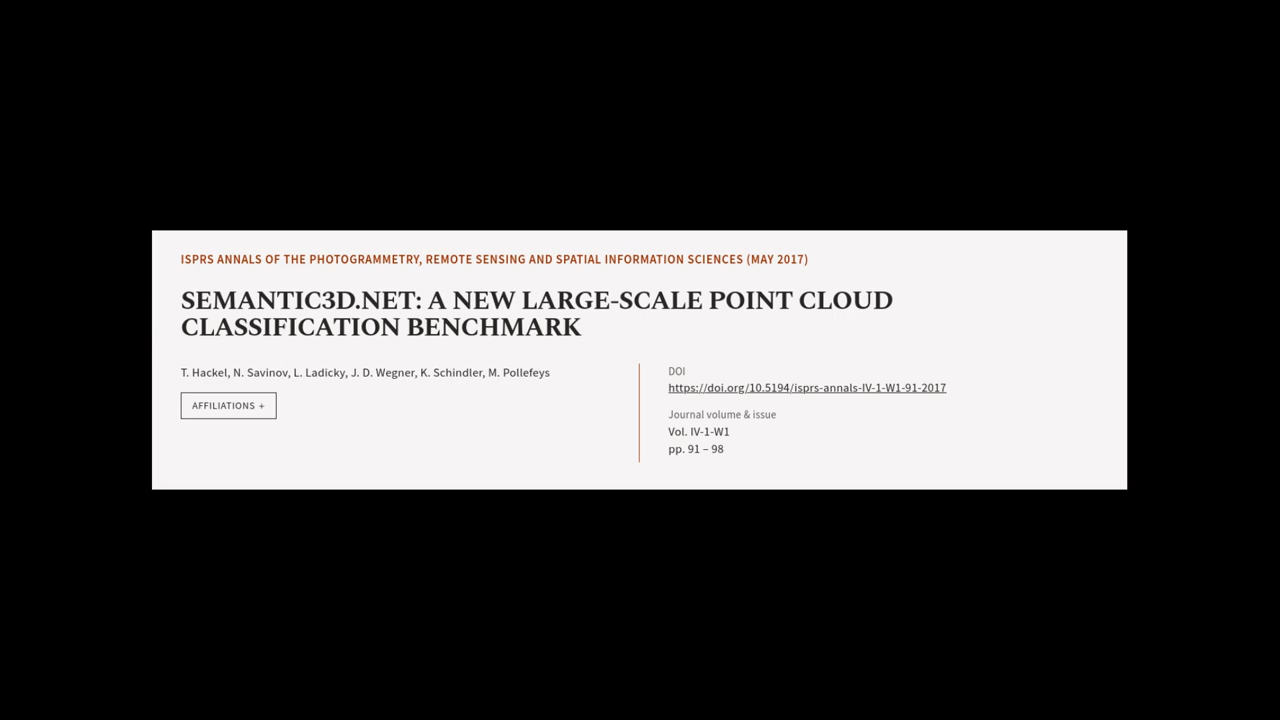 ISPRS ANNALS OF THE PHOTOGRAMMETRY, REMOTE SENSING AND SPATIAL INFORMATION SCIENCES (MAY 2017)
SEMANTIC3D.NET: A NEW LARGE-SCALE POINT CLOUD
CLASSIFICATION BENCHMARK
T. Hackel, N. Savinov, L. Ladicky, J. D. Wegner, K. Schindler, M. Pollefeys
AFFILIATIONS +
DOI
https://doi.org/10.5194/isprs-annals-IV-1-W1-91-2017
Journal volume & issue
Vol. IV-1-W1
pp. 91 – 98